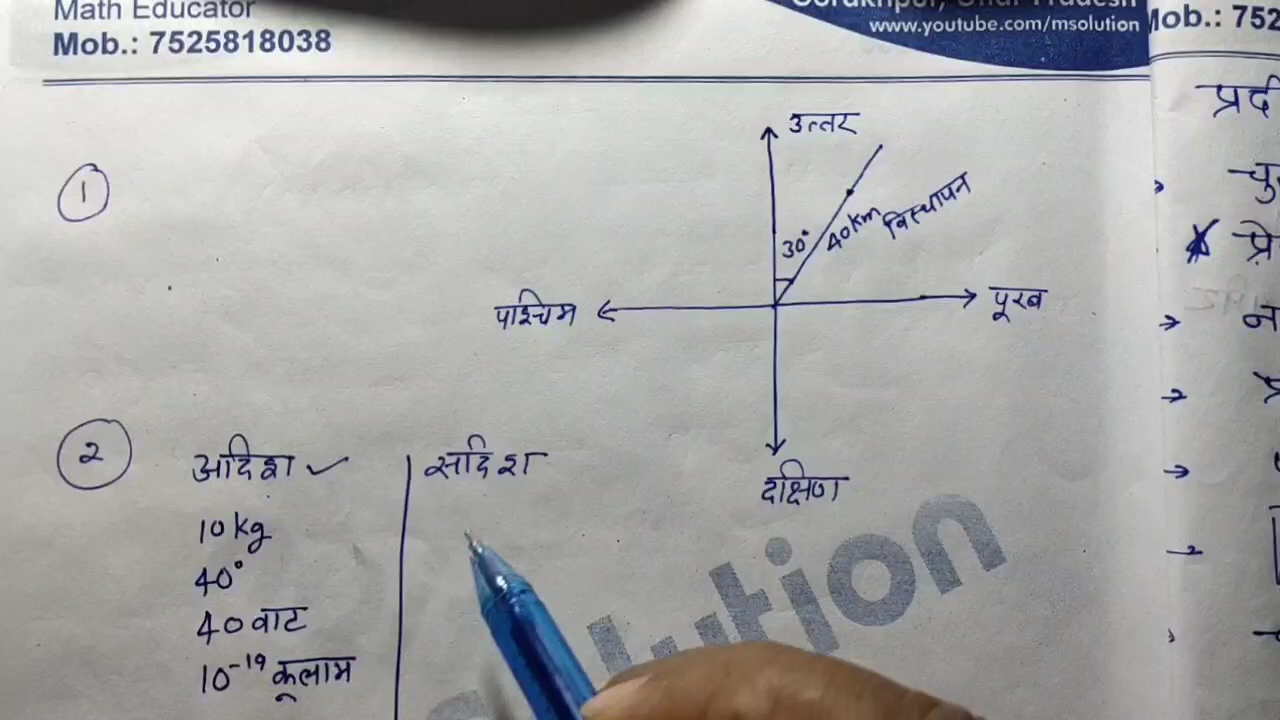 Math Educator
Mob.: 7525818038
www.youtube.com/msolution
Mob.: 752
1
उत्तर
30°
40km विस्थापन
पश्चिम
पूरब
दक्षिण
2
अदिश
सदिश
10 kg
40°
40 वाट
10⁻¹⁹ कूलाम